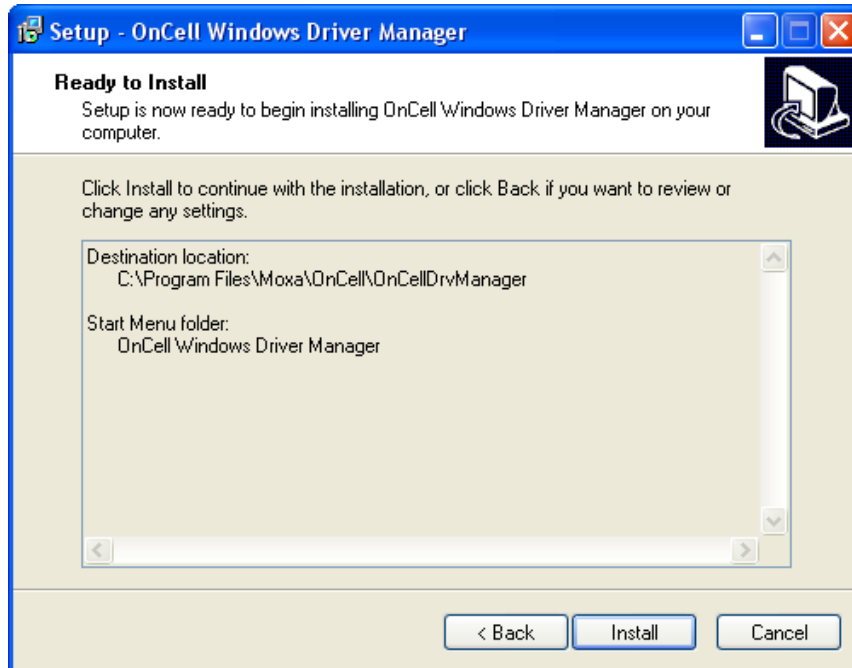 Setup - OnCell Windows Driver Manager
Ready to Install
Setup is now ready to begin installing OnCell Windows Driver Manager on your
computer.
Click Install to continue with the installation, or click Back if you want to review or
change any settings.
Destination location:
C:\Program Files\Moxa\OnCell\OnCellDrvManager
Start Menu folder:
OnCell Windows Driver Manager
< Back
Install
Cancel